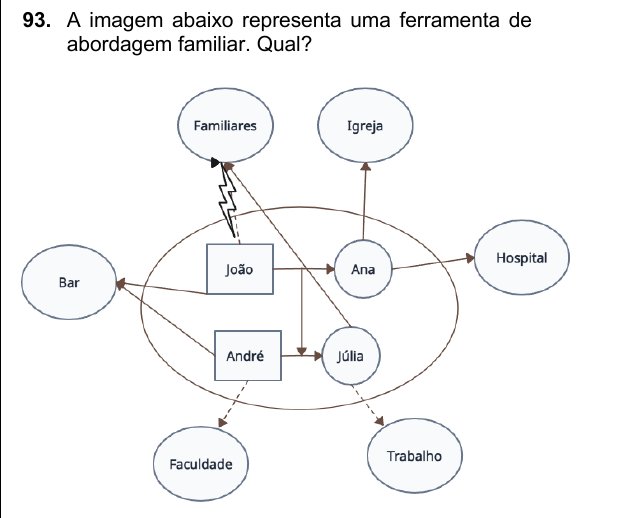 93. A imagem abaixo representa uma ferramenta de
abordagem familiar. Qual?
Familiares
Igreja
João
Ana
Hospital
Bar
André
Júlia
Faculdade
Trabalho